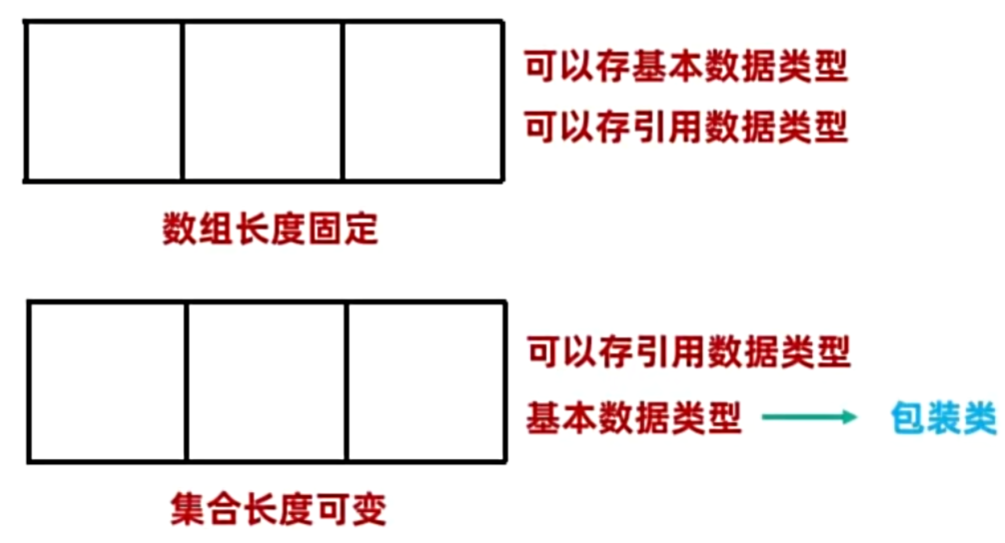 可以存基本数据类型
可以存引用数据类型
数组长度固定
可以存引用数据类型
基本数据类型 → 包装类
集合长度可变